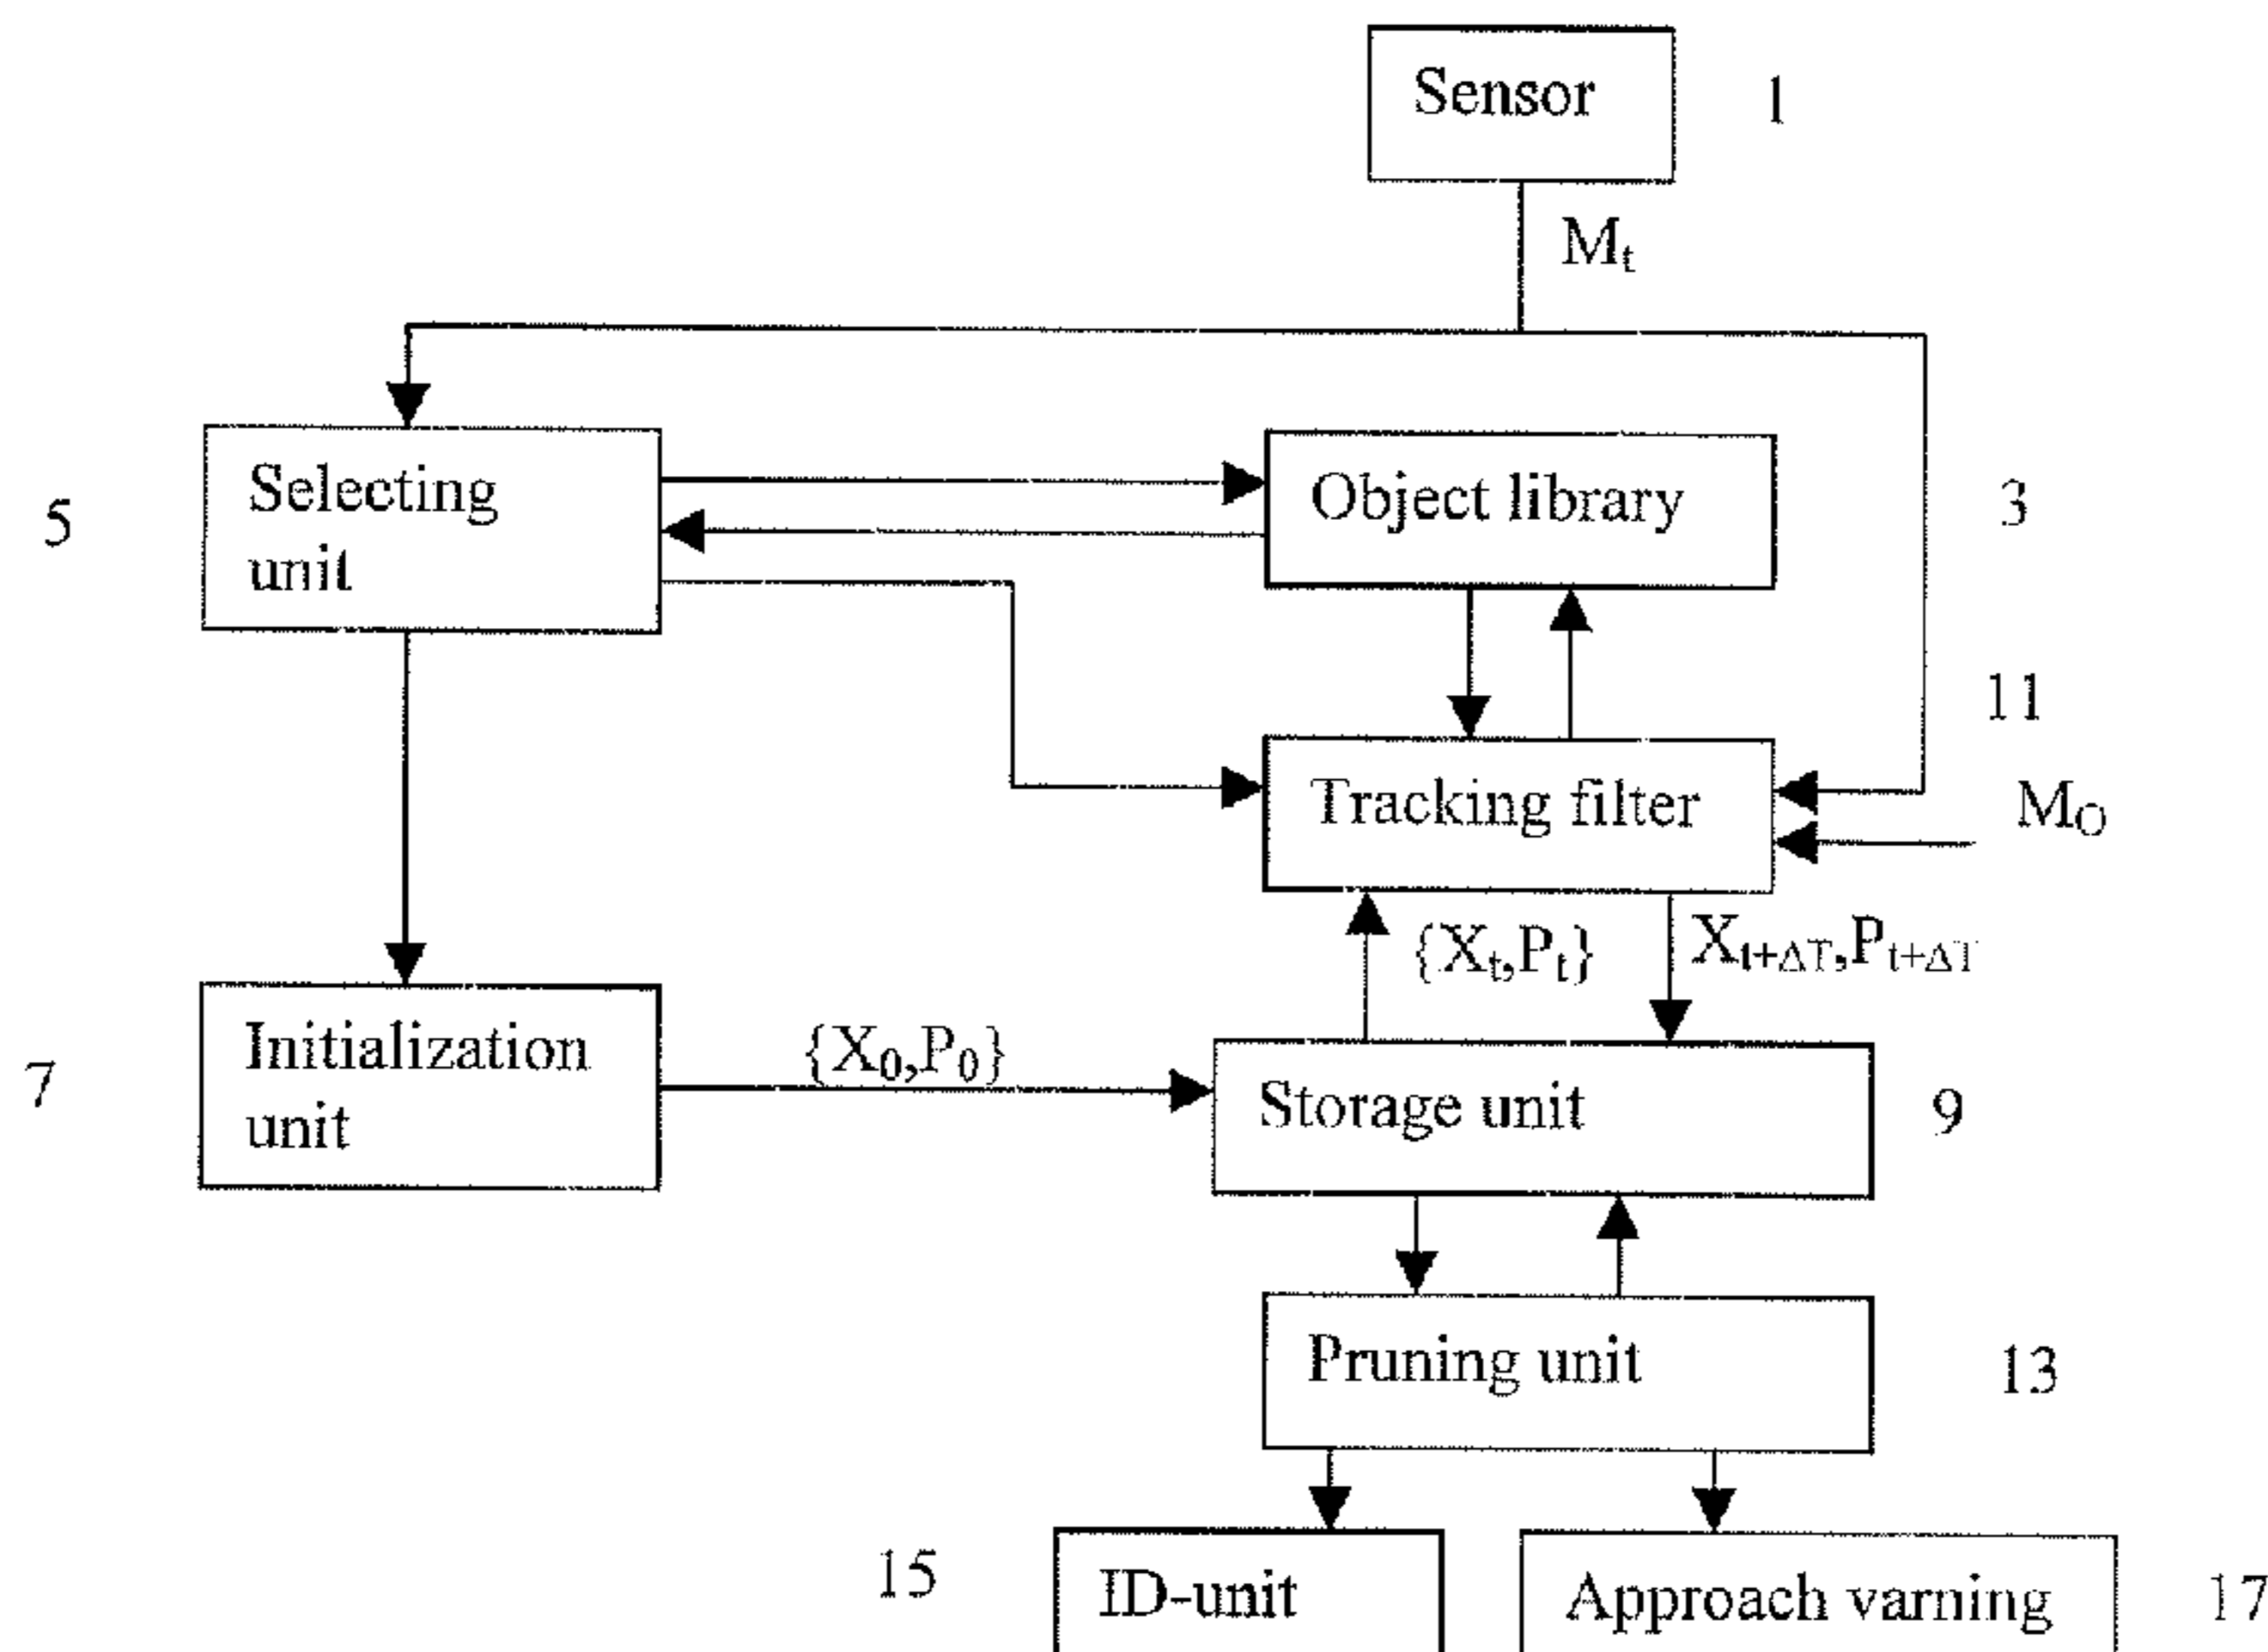 Sensor
1
Mt
Selecting
unit
5
Object library
3
11
Tracking filter
MO
{Xt,Pt}
Xt+ΔT,Pt+ΔT
Initialization
unit
7
{X0,P0}
Storage unit
9
Pruning unit
13
15
ID-unit
Approach varning
17